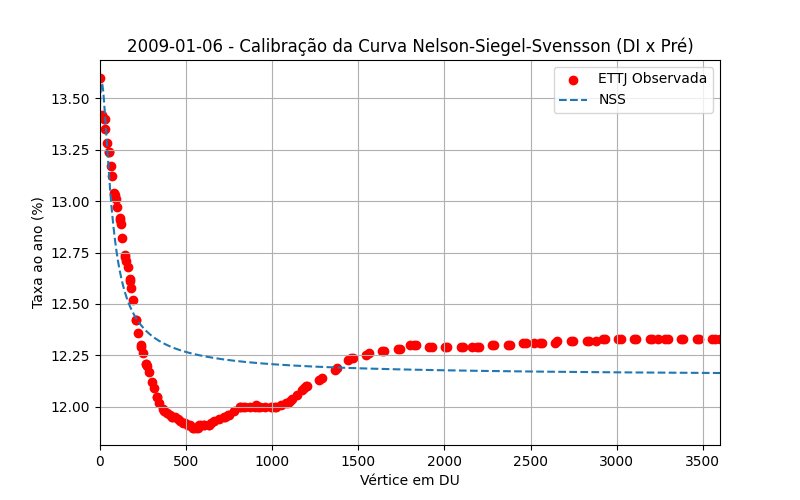 2009-01-06 - Calibração da Curva Nelson-Siegel-Svensson (DI x Pré)
ETTJ Observada
NSS
Taxa ao ano (%)
13.50
13.25
13.00
12.75
12.50
12.25
12.00
0 500 1000 1500 2000 2500 3000 3500
Vértice em DU